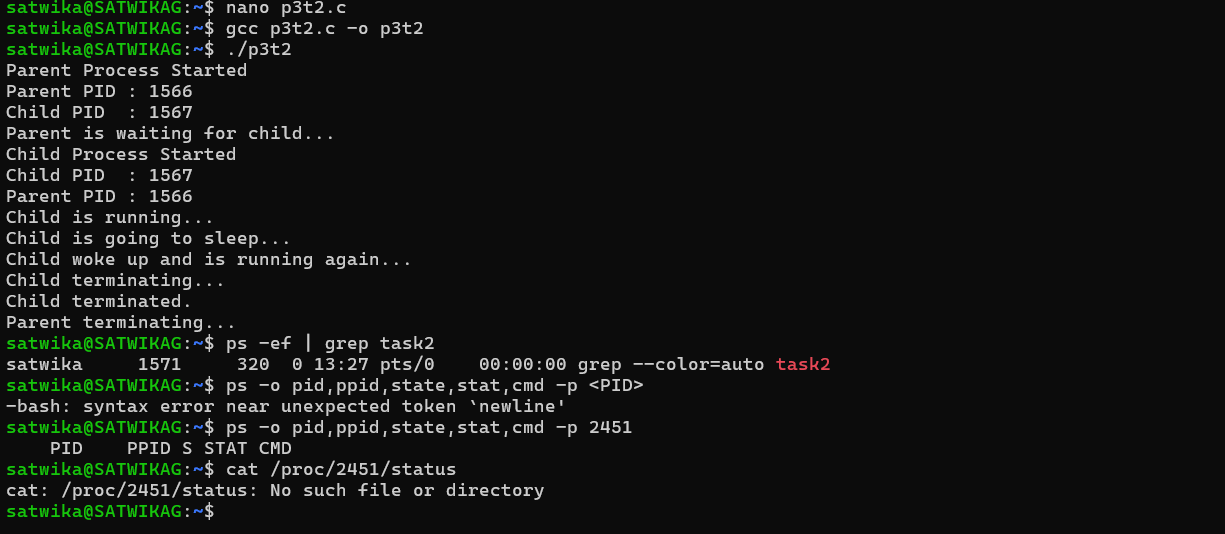 satwika@SATWIKAG:~$ nano p3t2.c
satwika@SATWIKAG:~$ gcc p3t2.c -o p3t2
satwika@SATWIKAG:~$ ./p3t2
Parent Process Started
Parent PID : 1566
Child PID  : 1567
Parent is waiting for child...
Child Process Started
Child PID  : 1567
Parent PID : 1566
Child is running...
Child is going to sleep...
Child woke up and is running again...
Child terminating...
Child terminated.
Parent terminating...
satwika@SATWIKAG:~$ ps -ef | grep task2
satwika     1571     320  0 13:27 pts/0    00:00:00 grep --color=auto task2
satwika@SATWIKAG:~$ ps -o pid,ppid,state,stat,cmd -p <PID>
-bash: syntax error near unexpected token `newline'
satwika@SATWIKAG:~$ ps -o pid,ppid,state,stat,cmd -p 2451
    PID    PPID S STAT CMD
satwika@SATWIKAG:~$ cat /proc/2451/status
cat: /proc/2451/status: No such file or directory
satwika@SATWIKAG:~$